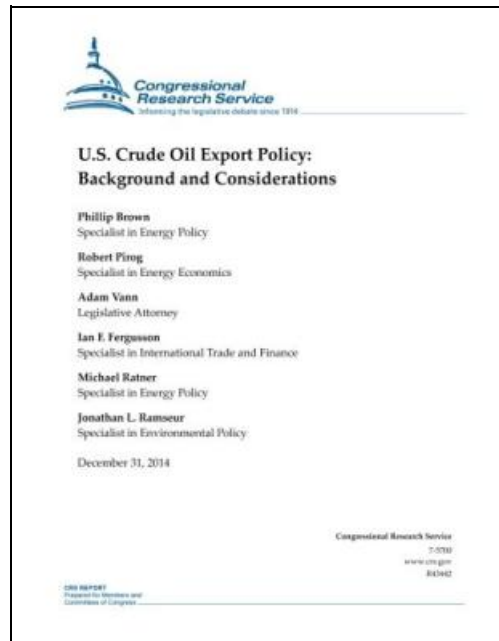 Congressional
Research Service
Informing the legislative debate since 1914
U.S. Crude Oil Export Policy:
Background and Considerations
Phillip Brown
Specialist in Energy Policy
Robert Pirog
Specialist in Energy Economics
Adam Vann
Legislative Attorney
Ian F. Fergusson
Specialist in International Trade and Finance
Michael Ratner
Specialist in Energy Policy
Jonathan L. Ramseur
Specialist in Environmental Policy
December 31, 2014
Congressional Research Service
7-5700
www.crs.gov
R43442
CRS REPORT
Prepared for Members and
Committees of Congress